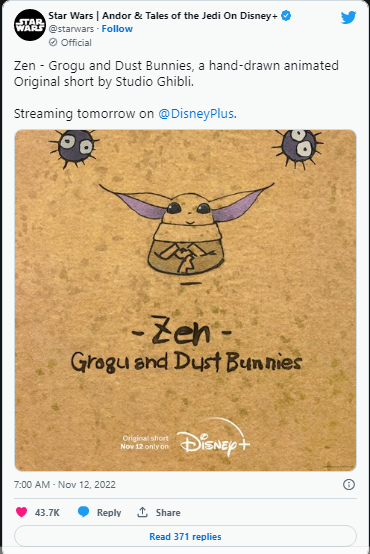 STAR WARS
Star Wars | Andor & Tales of the Jedi On Disney+
@starwars · Follow
Official
Zen - Grogu and Dust Bunnies, a hand-drawn animated
Original short by Studio Ghibli.
Streaming tomorrow on @DisneyPlus.
- Zen -
Grogu and Dust Bunnies
Original short
Nov 12 only on
Disney+
7:00 AM · Nov 12, 2022
43.7K Reply Share
Read 371 replies